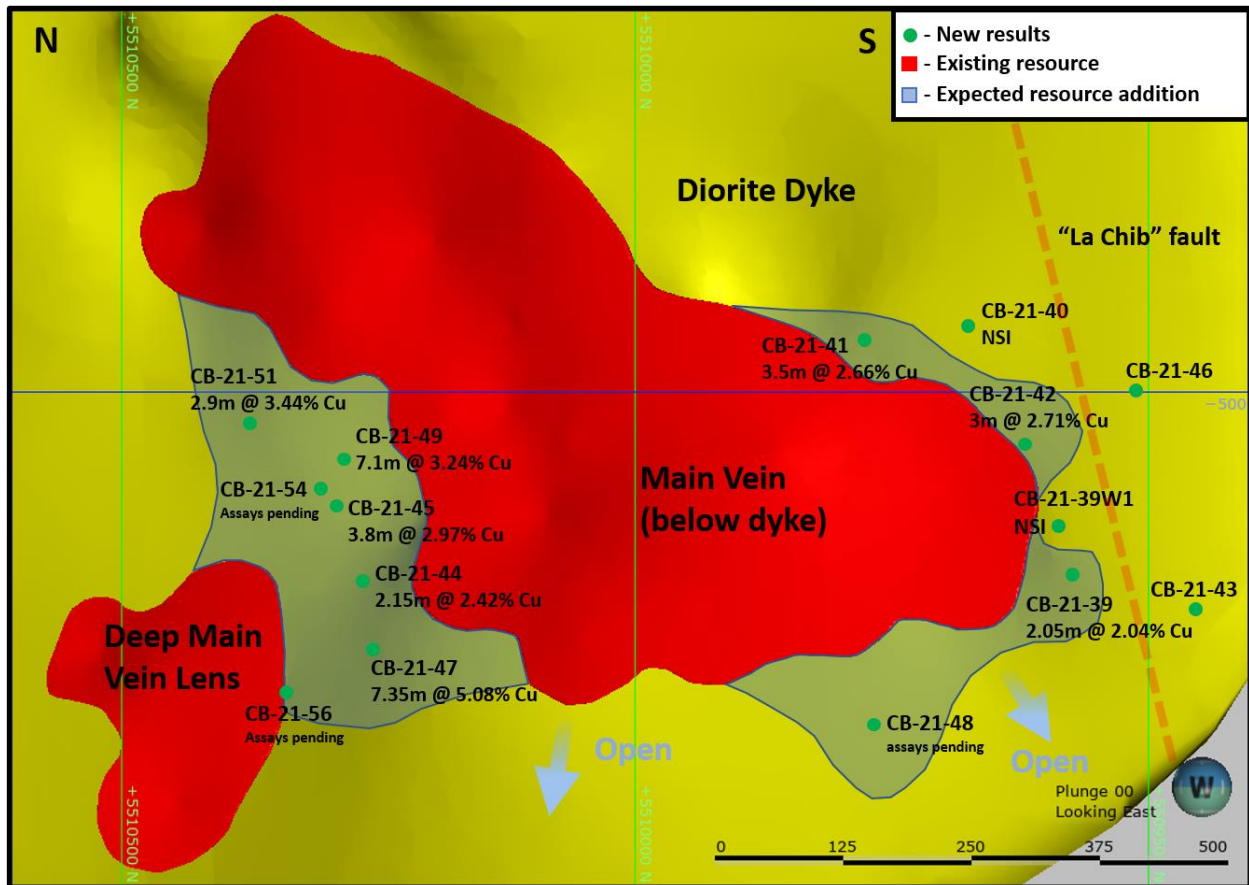 N
+5510500 N
+5510000 N
S
- New results
- Existing resource
- Expected resource addition
Diorite Dyke
“La Chib” fault
CB-21-40
NSI
CB-21-41
3.5m @ 2.66% Cu
CB-21-46
CB-21-51
2.9m @ 3.44% Cu
CB-21-42
3m @ 2.71% Cu
−500
CB-21-49
7.1m @ 3.24% Cu
CB-21-54
Assays pending
CB-21-45
3.8m @ 2.97% Cu
Main Vein
(below dyke)
CB-21-39W1
NSI
CB-21-44
2.15m @ 2.42% Cu
CB-21-43
CB-21-39
2.05m @ 2.04% Cu
Deep Main
Vein Lens
CB-21-47
7.35m @ 5.08% Cu
CB-21-56
Assays pending
CB-21-48
assays pending
Open
Open
W
Plunge 00
Looking East
+5510500 N
+5510000 N
0 125 250 375 500